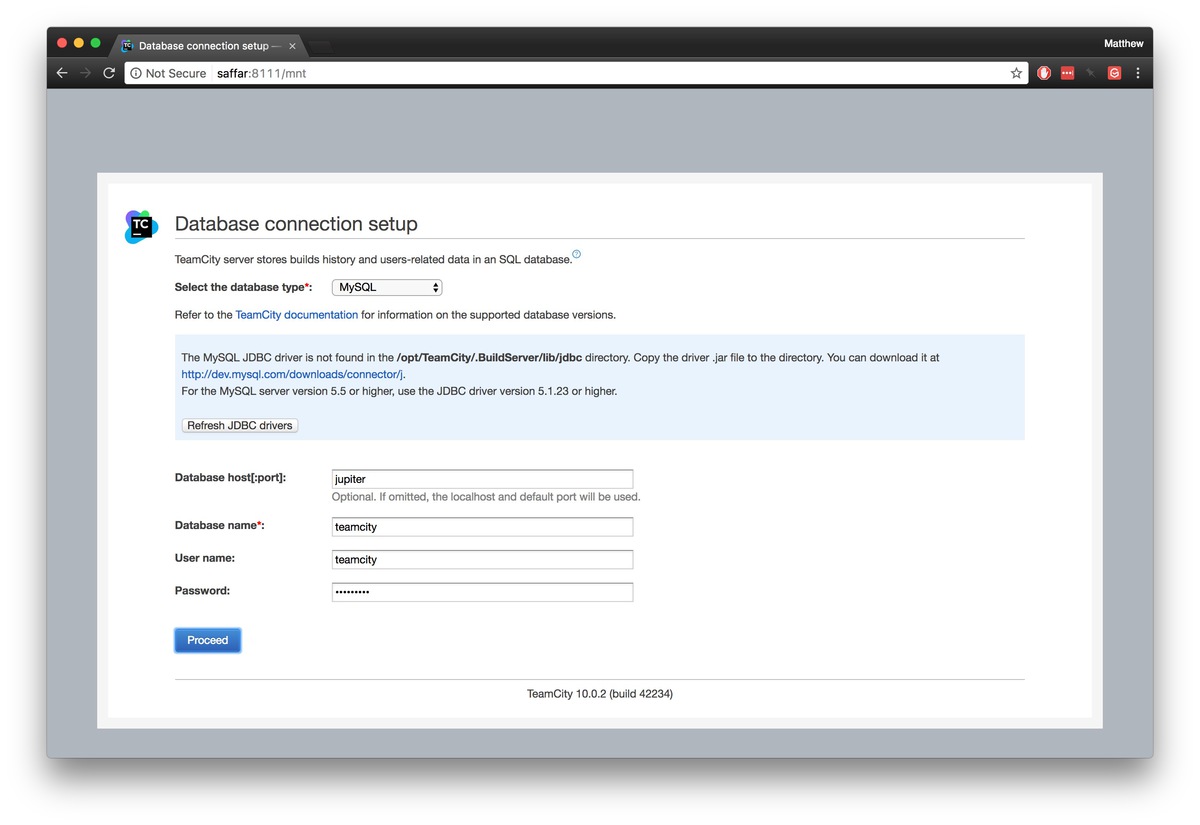 Database connection setup —
Matthew
Not Secure saffar:8111/mnt
TC
Database connection setup
TeamCity server stores builds history and users-related data in an SQL database.?
Select the database type*: MySQL
Refer to the TeamCity documentation for information on the supported database versions.
The MySQL JDBC driver is not found in the /opt/TeamCity/.BuildServer/lib/jdbc directory. Copy the driver .jar file to the directory. You can download it at
http://dev.mysql.com/downloads/connector/j.
For the MySQL server version 5.5 or higher, use the JDBC driver version 5.1.23 or higher.
Refresh JDBC drivers
Database host[:port]: jupiter
Optional. If omitted, the localhost and default port will be used.
Database name*: teamcity
User name: teamcity
Password: •••••••••
Proceed
TeamCity 10.0.2 (build 42234)